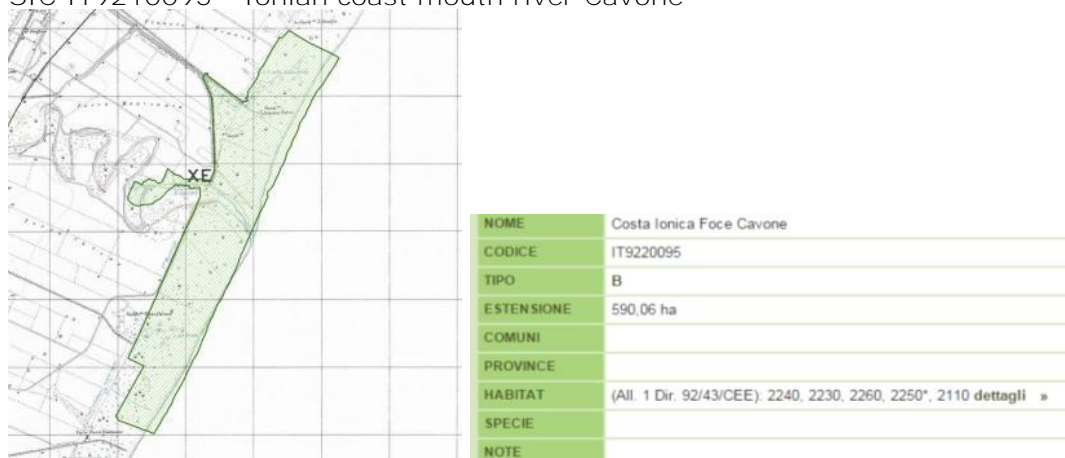 SIC IT9210095 – Ionian coast mouth river Cavone
XE
NOME Costa Ionica Foce Cavone
CODICE IT9220095
TIPO B
ESTENSIONE 590,06 ha
COMUNI
PROVINCE
HABITAT (All. 1 Dir. 92/43/CEE): 2240, 2230, 2260, 2250*, 2110 dettagli »
SPECIE
NOTE